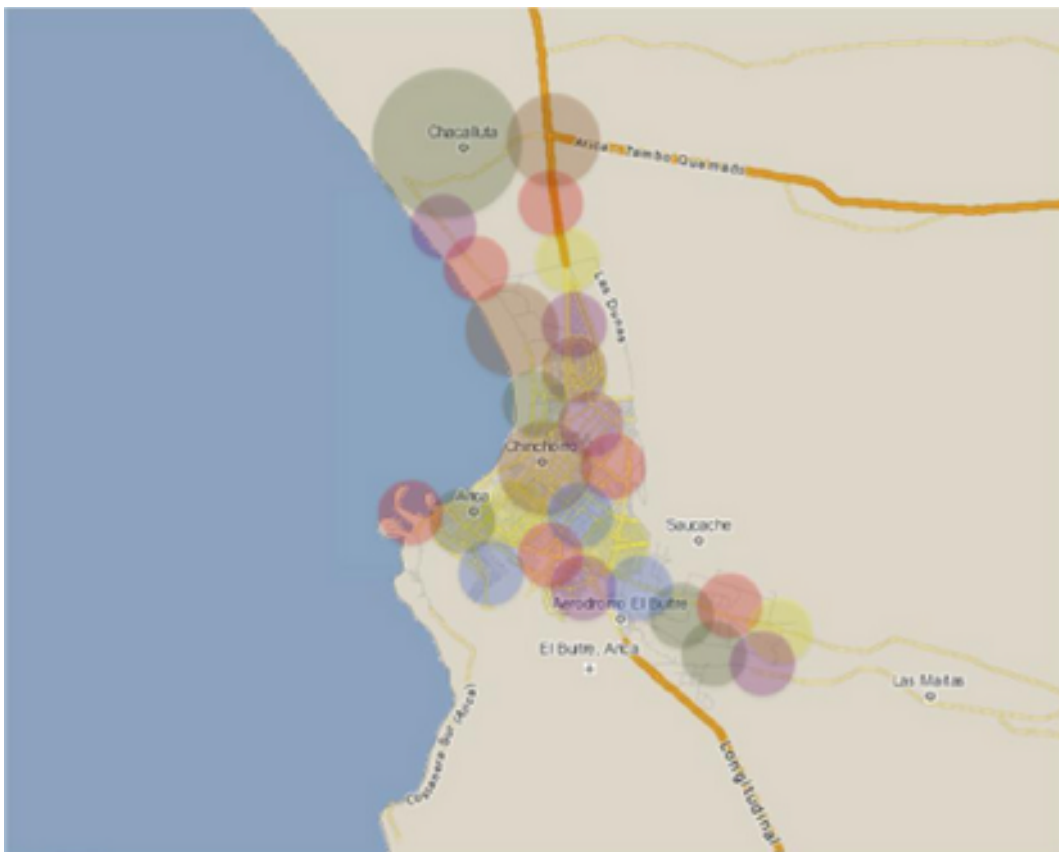 Chacalluta
Arica - Tambo Quemado
Las Dunas
Chinchorro
Arica
Saucache
Aerodromo El Buitre
El Buitre, Arica
Las Maitas
Costanera Sur (Arica)
Longitudinal